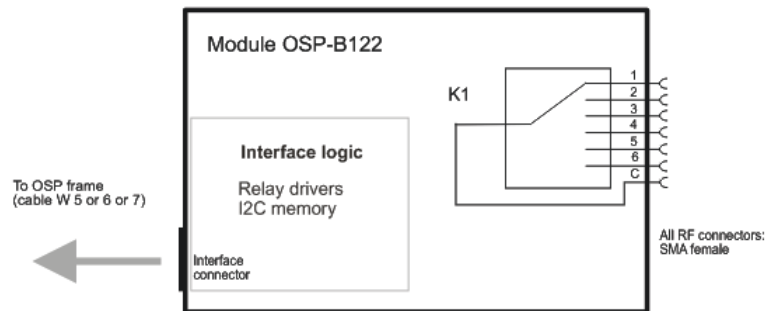 Module OSP-B122
K1
1
2
3
4
5
6
C
Interface logic
Relay drivers
I2C memory
To OSP frame
(cable W 5 or 6 or 7)
Interface
connector
All RF connectors:
SMA female